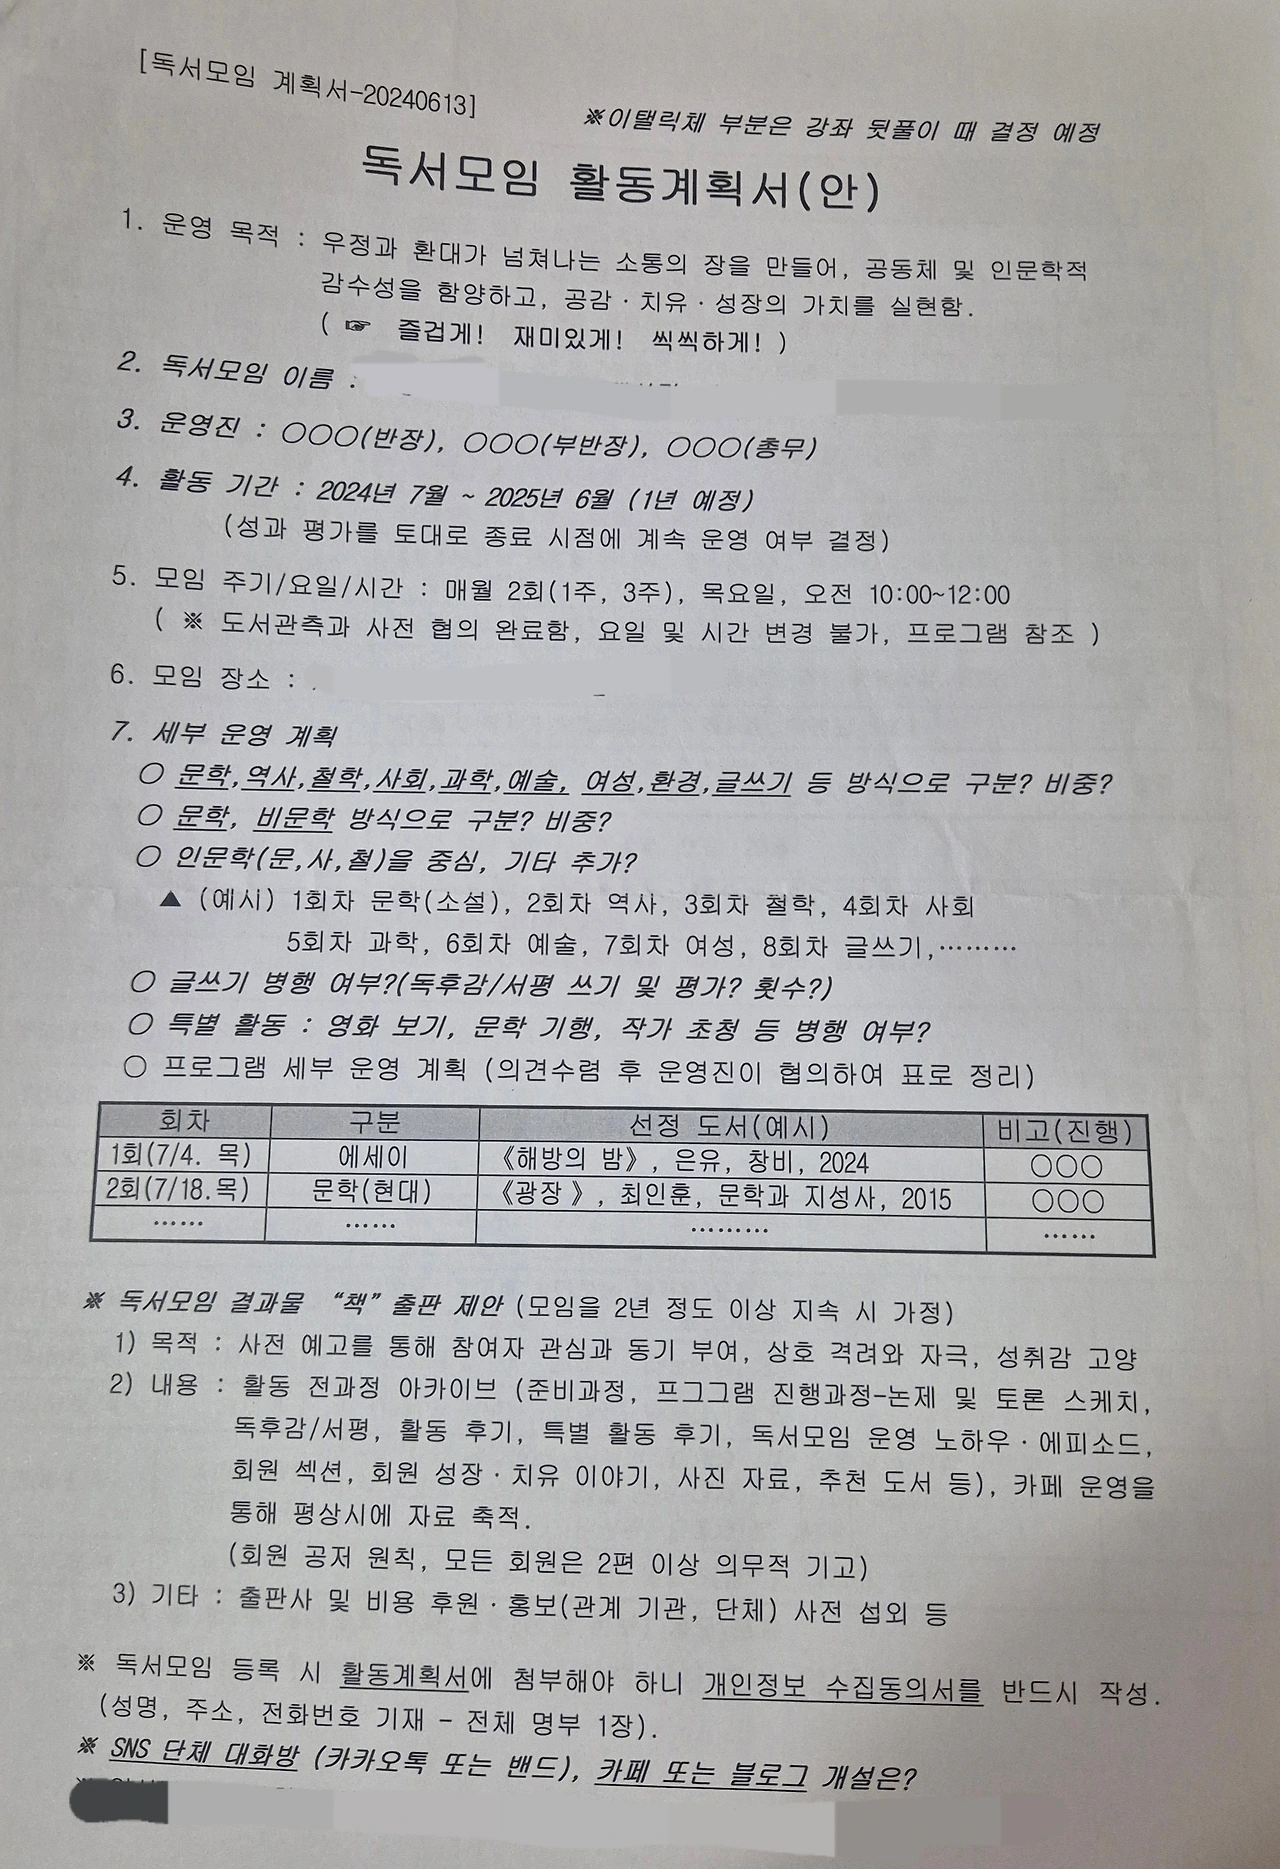 [독서모임 계획서-20240613]
※이탤릭체 부분은 강좌 뒷풀이 때 결정 예정
독서모임 활동계획서(안)
1. 운영 목적 : 우정과 환대가 넘쳐나는 소통의 장을 만들어, 공동체 및 인문학적
감수성을 함양하고, 공감·치유·성장의 가치를 실현함.
( ☞ 즐겁게! 재미있게! 씩씩하게! )
2. 독서모임 이름 :
3. 운영진 : ○○○(반장), ○○○(부반장), ○○○(총무)
4. 활동 기간 : 2024년 7월 ~ 2025년 6월 (1년 예정)
(성과 평가를 토대로 종료 시점에 계속 운영 여부 결정)
5. 모임 주기/요일/시간 : 매월 2회(1주, 3주), 목요일, 오전 10:00~12:00
( ※ 도서관측과 사전 협의 완료함, 요일 및 시간 변경 불가, 프로그램 참조 )
6. 모임 장소 :
7. 세부 운영 계획
○ 문학,역사,철학,사회,과학,예술, 여성,환경,글쓰기 등 방식으로 구분? 비중?
○ 문학, 비문학 방식으로 구분? 비중?
○ 인문학(문,사,철)을 중심, 기타 추가?
▲ (예시) 1회차 문학(소설), 2회차 역사, 3회차 철학, 4회차 사회
5회차 과학, 6회차 예술, 7회차 여성, 8회차 글쓰기,………
○ 글쓰기 병행 여부?(독후감/서평 쓰기 및 평가? 횟수?)
○ 특별 활동 : 영화 보기, 문학 기행, 작가 초청 등 병행 여부?
○ 프로그램 세부 운영 계획 (의견수렴 후 운영진이 협의하여 표로 정리)
회차 구분 선정 도서(예시) 비고(진행)
1회(7/4. 목) 에세이 《해방의 밤》, 은유, 창비, 2024 ○○○
2회(7/18.목) 문학(현대) 《광장 》, 최인훈, 문학과 지성사, 2015 ○○○
…… …… ……… ……
※ 독서모임 결과물 “책” 출판 제안 (모임을 2년 정도 이상 지속 시 가정)
1) 목적 : 사전 예고를 통해 참여자 관심과 동기 부여, 상호 격려와 자극, 성취감 고양
2) 내용 : 활동 전과정 아카이브 (준비과정, 프그그램 진행과정-논제 및 토론 스케치,
독후감/서평, 활동 후기, 특별 활동 후기, 독서모임 운영 노하우·에피소드,
회원 섹션, 회원 성장·치유 이야기, 사진 자료, 추천 도서 등), 카페 운영을
통해 평상시에 자료 축적.
(회원 공저 원칙, 모든 회원은 2편 이상 의무적 기고)
3) 기타 : 출판사 및 비용 후원·홍보(관계 기관, 단체) 사전 섭외 등
※ 독서모임 등록 시 활동계획서에 첨부해야 하니 개인정보 수집동의서를 반드시 작성.
(성명, 주소, 전화번호 기재 - 전체 명부 1장).
※ SNS 단체 대화방 (카카오톡 또는 밴드), 카페 또는 블로그 개설은?